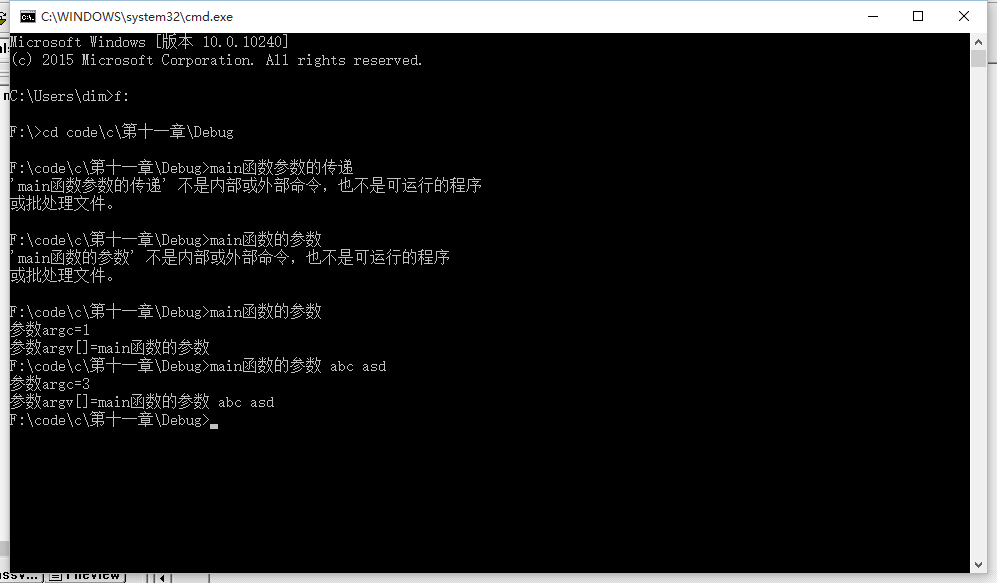 C:\WINDOWS\system32\cmd.exe
Microsoft Windows [版本 10.0.10240]
(c) 2015 Microsoft Corporation. All rights reserved.
C:\Users\dim>f:
F:\>cd code\c\第十一章\Debug
F:\code\c\第十一章\Debug>main函数参数的传递
'main函数参数的传递' 不是内部或外部命令，也不是可运行的程序
或批处理文件。
F:\code\c\第十一章\Debug>main函数的参数
'main函数的参数' 不是内部或外部命令，也不是可运行的程序
或批处理文件。
F:\code\c\第十一章\Debug>main函数的参数
参数argc=1
参数argv[]=main函数的参数
F:\code\c\第十一章\Debug>main函数的参数 abc asd
参数argc=3
参数argv[]=main函数的参数 abc asd
F:\code\c\第十一章\Debug>